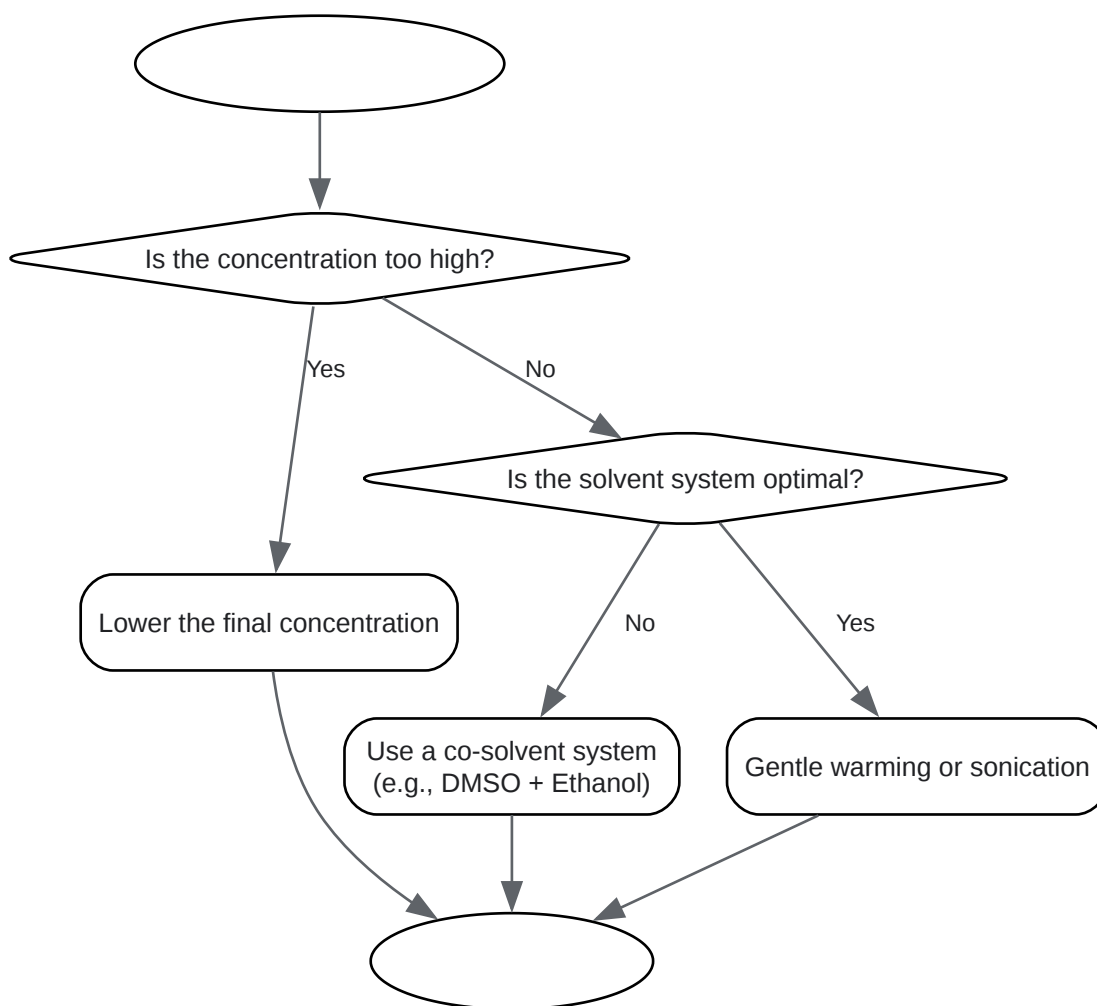 Is the concentration too high?
Yes
No
Is the solvent system optimal?
Lower the final concentration
No
Yes
Use a co-solvent system
(e.g., DMSO + Ethanol)
Gentle warming or sonication